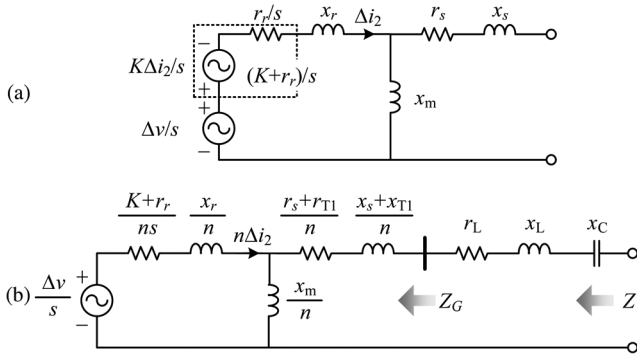 r_r/s x_r Δi_2 r_s x_s
− KΔi_2/s (K+r_r)/s
+
(a) x_m
+ Δv/s
−
K+r_r/ns x_r/n nΔi_2 r_s+r_T1/n x_s+x_T1/n r_L x_L x_C
(b) Δv/s + − x_m/n Z_G Z